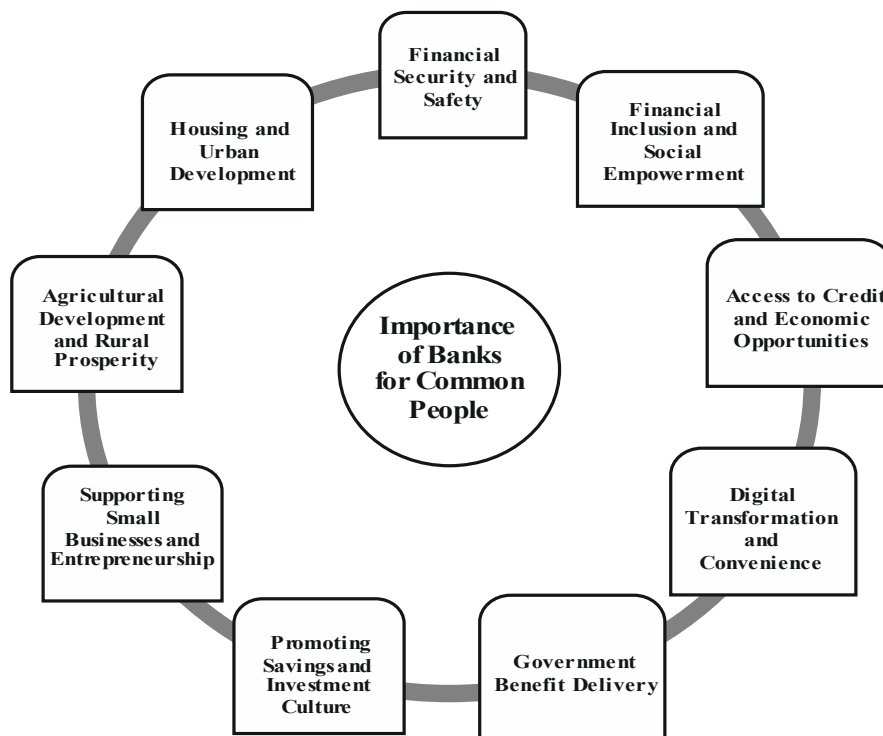 Financial
Security and
Safety
Financial
Inclusion and
Social
Empowerment
Access to Credit
and Economic
Opportunities
Digital
Transformation
and
Convenience
Government
Benefit Delivery
Promoting
Savings and
Investment
Culture
Supporting
Small
Businesses and
Entrepreneurship
Agricultural
Development
and Rural
Prosperity
Housing and
Urban
Development
Importance
of Banks
for Common
People